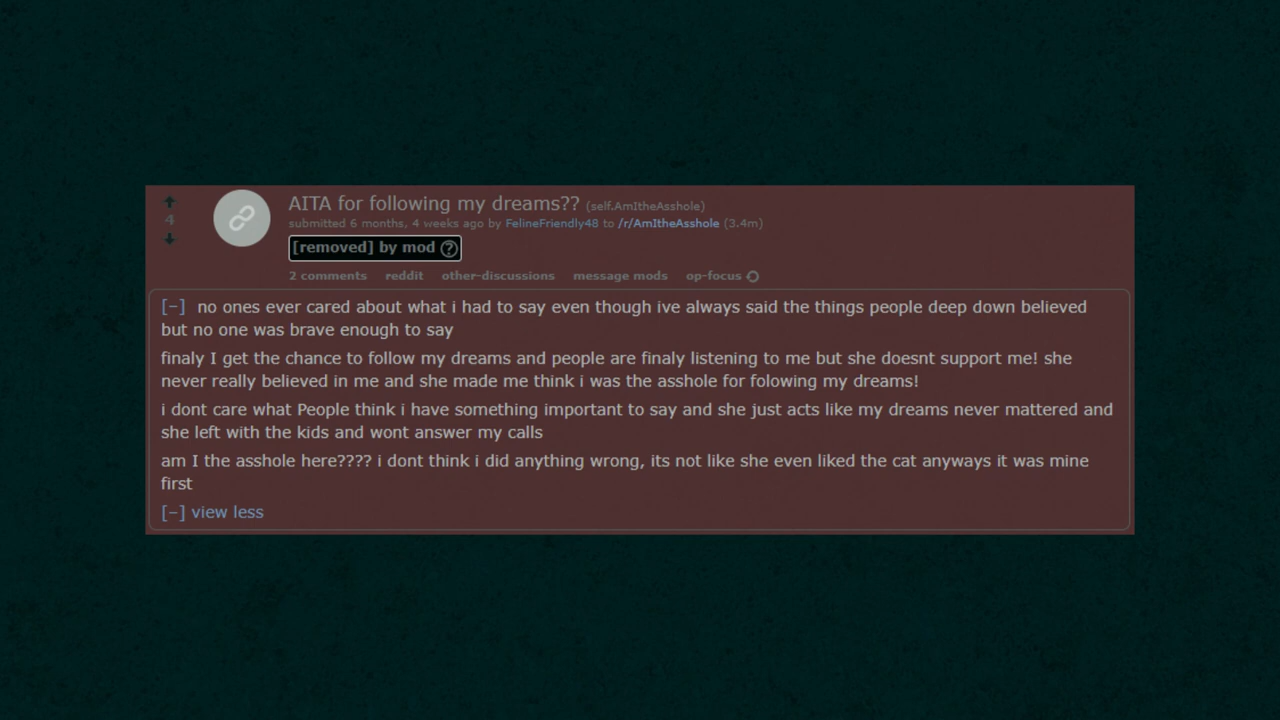 AITA for following my dreams?? (self.AmItheAsshole)
4
submitted 6 months, 4 weeks ago by FelineFriendly48 to /r/AmItheAsshole (3.4m)
[removed] by mod ?
2 comments reddit other-discussions message mods op-focus
[–] no ones ever cared about what i had to say even though ive always said the things people deep down believed
but no one was brave enough to say
finaly I get the chance to follow my dreams and people are finaly listening to me but she doesnt support me! she
never really believed in me and she made me think i was the asshole for folowing my dreams!
i dont care what People think i have something important to say and she just acts like my dreams never mattered and
she left with the kids and wont answer my calls
am I the asshole here???? i dont think i did anything wrong, its not like she even liked the cat anyways it was mine
first
[–] view less